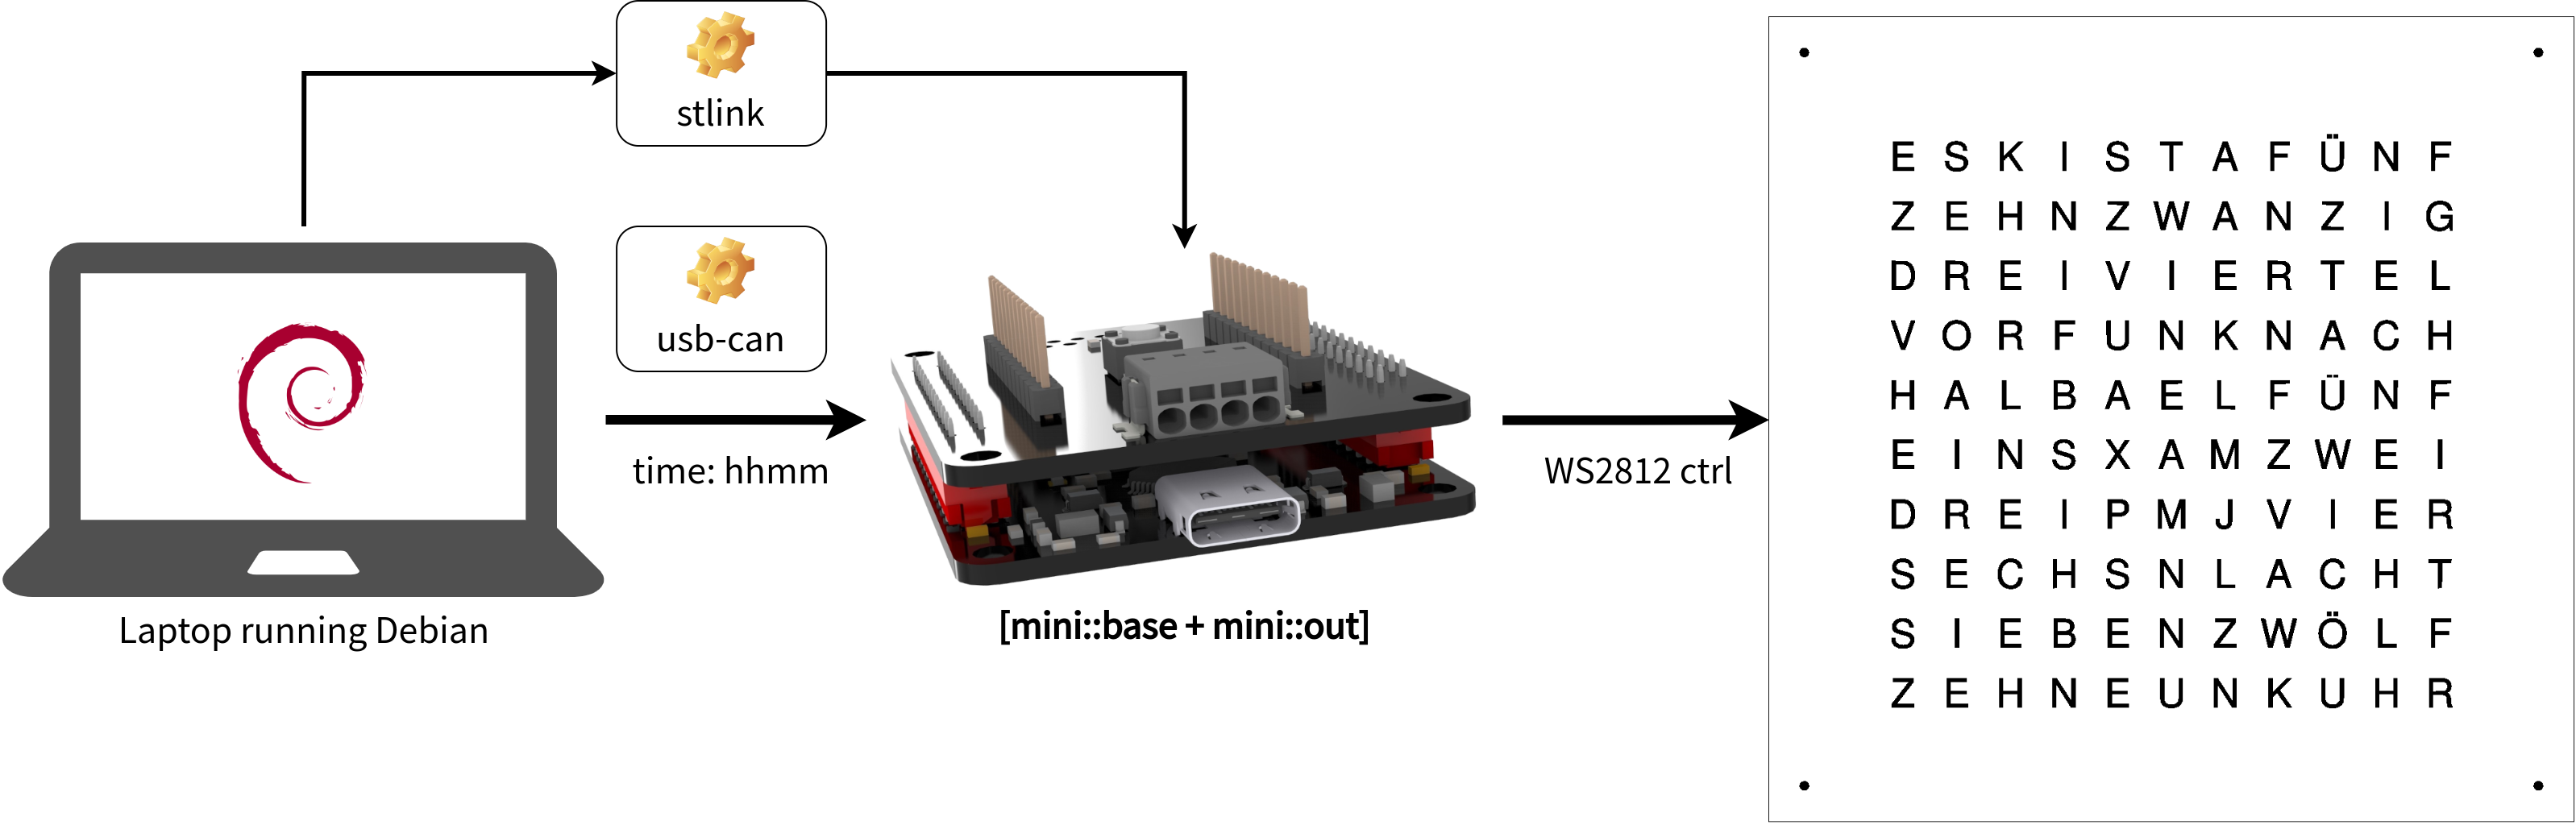 stlink
usb-can
time: hhmm
Laptop running Debian
[mini::base + mini::out]
WS2812 ctrl
E S K I S T A F Ü N F
Z E H N Z W A N Z I G
D R E I V I E R T E L
V O R F U N K N A C H
H A L B A E L F Ü N F
E I N S X A M Z W E I
D R E I P M J V I E R
S E C H S N L A C H T
S I E B E N Z W Ö L F
Z E H N E U N K U H R